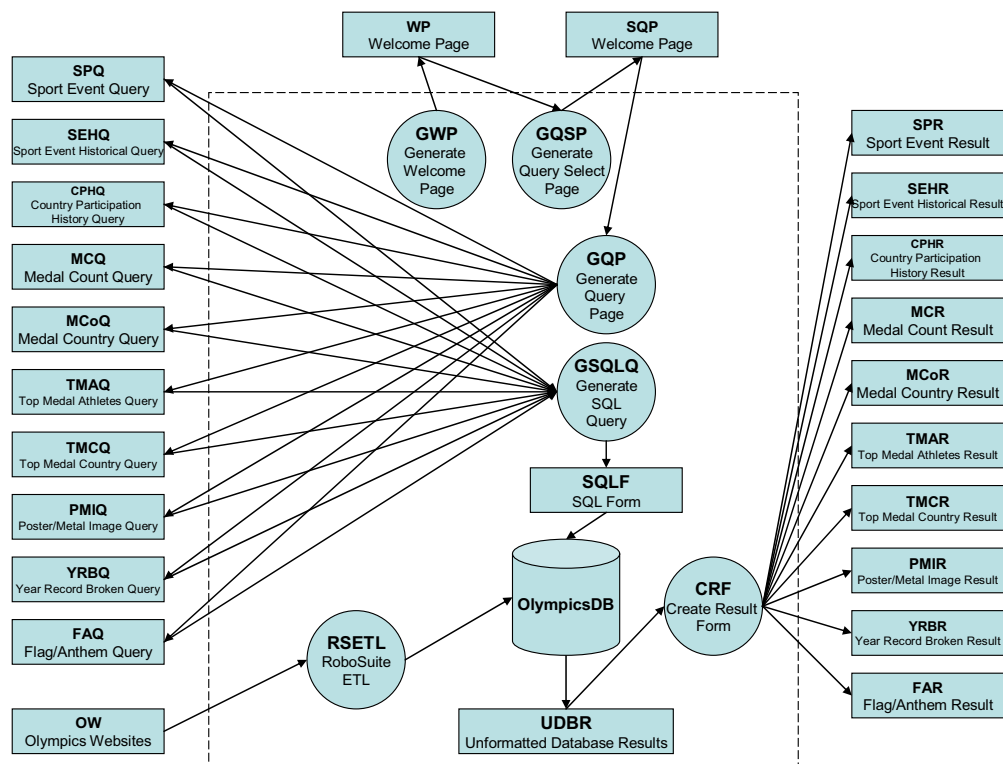 WP
Welcome Page
SQP
Welcome Page
SPQ
Sport Event Query
SEHQ
Sport Event Historical Query
CPHQ
Country Participation
History Query
MCQ
Medal Count Query
MCoQ
Medal Country Query
TMAQ
Top Medal Athletes Query
TMCQ
Top Medal Country Query
PMIQ
Poster/Metal Image Query
YRBQ
Year Record Broken Query
FAQ
Flag/Anthem Query
OW
Olympics Websites
GWP
Generate
Welcome
Page
GQSP
Generate
Query Select
Page
GQP
Generate
Query
Page
GSQLQ
Generate
SQL
Query
SQLF
SQL Form
OlympicsDB
RSETL
RoboSuite
ETL
CRF
Create Result
Form
UDBR
Unformatted Database Results
SPR
Sport Event Result
SEHR
Sport Event Historical Result
CPHR
Country Participation
History Result
MCR
Medal Count Result
MCoR
Medal Country Result
TMAR
Top Medal Athletes Result
TMCR
Top Medal Country Result
PMIR
Poster/Metal Image Result
YRBR
Year Record Broken Result
FAR
Flag/Anthem Result